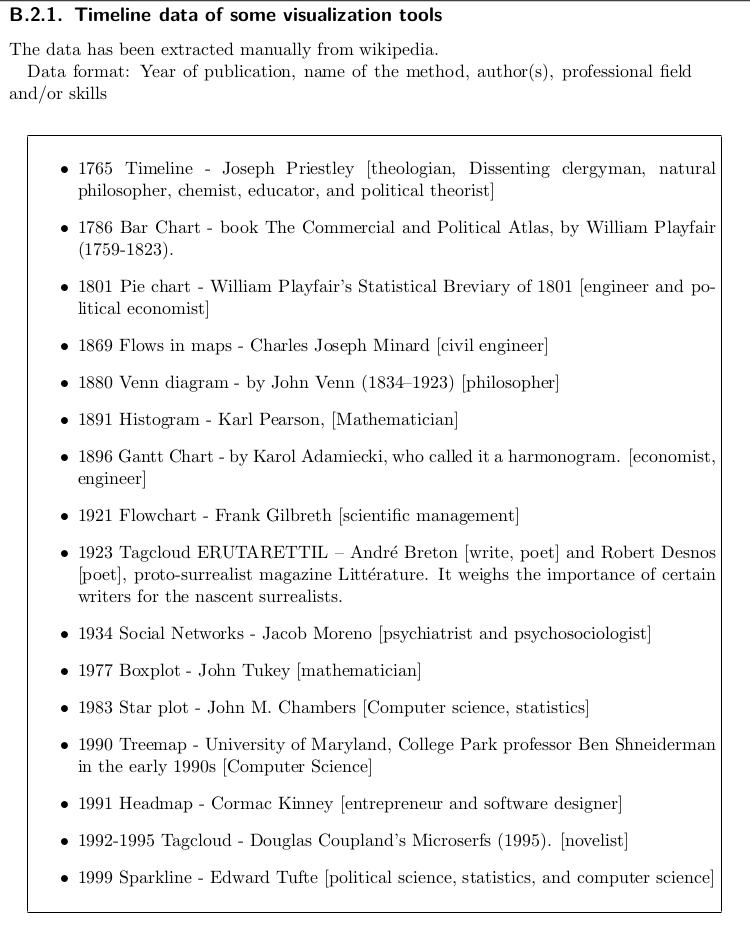 B.2.1. Timeline data of some visualization tools
The data has been extracted manually from wikipedia.
Data format: Year of publication, name of the method, author(s), professional field
and/or skills
• 1765 Timeline - Joseph Priestley [theologian, Dissenting clergyman, natural
philosopher, chemist, educator, and political theorist]
• 1786 Bar Chart - book The Commercial and Political Atlas, by William Playfair
(1759-1823).
• 1801 Pie chart - William Playfair's Statistical Breviary of 1801 [engineer and po-
litical economist]
• 1869 Flows in maps - Charles Joseph Minard [civil engineer]
• 1880 Venn diagram - by John Venn (1834–1923) [philosopher]
• 1891 Histogram - Karl Pearson, [Mathematician]
• 1896 Gantt Chart - by Karol Adamiecki, who called it a harmonogram. [economist,
engineer]
• 1921 Flowchart - Frank Gilbreth [scientific management]
• 1923 Tagcloud ERUTARETTIL – André Breton [write, poet] and Robert Desnos
[poet], proto-surrealist magazine Littérature. It weighs the importance of certain
writers for the nascent surrealists.
• 1934 Social Networks - Jacob Moreno [psychiatrist and psychosociologist]
• 1977 Boxplot - John Tukey [mathematician]
• 1983 Star plot - John M. Chambers [Computer science, statistics]
• 1990 Treemap - University of Maryland, College Park professor Ben Shneiderman
in the early 1990s [Computer Science]
• 1991 Headmap - Cormac Kinney [entrepreneur and software designer]
• 1992-1995 Tagcloud - Douglas Coupland's Microserfs (1995). [novelist]
• 1999 Sparkline - Edward Tufte [political science, statistics, and computer science]